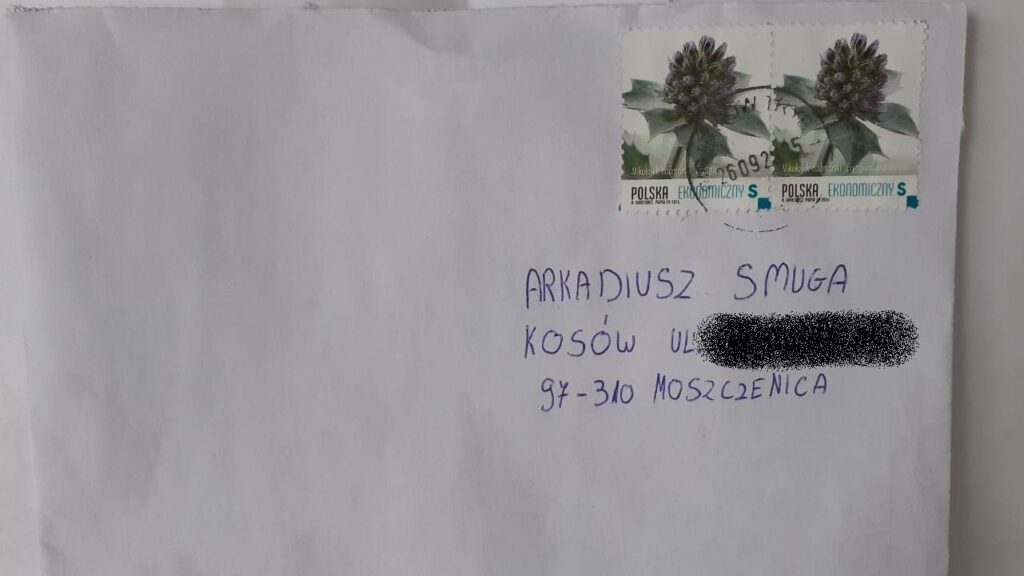 POLSKA EKONOMICZNY S
POLSKA EKONOMICZNY S
ARKADIUSZ SMUGA
KOSÓW UL.
97-310 MOSZCZENICA